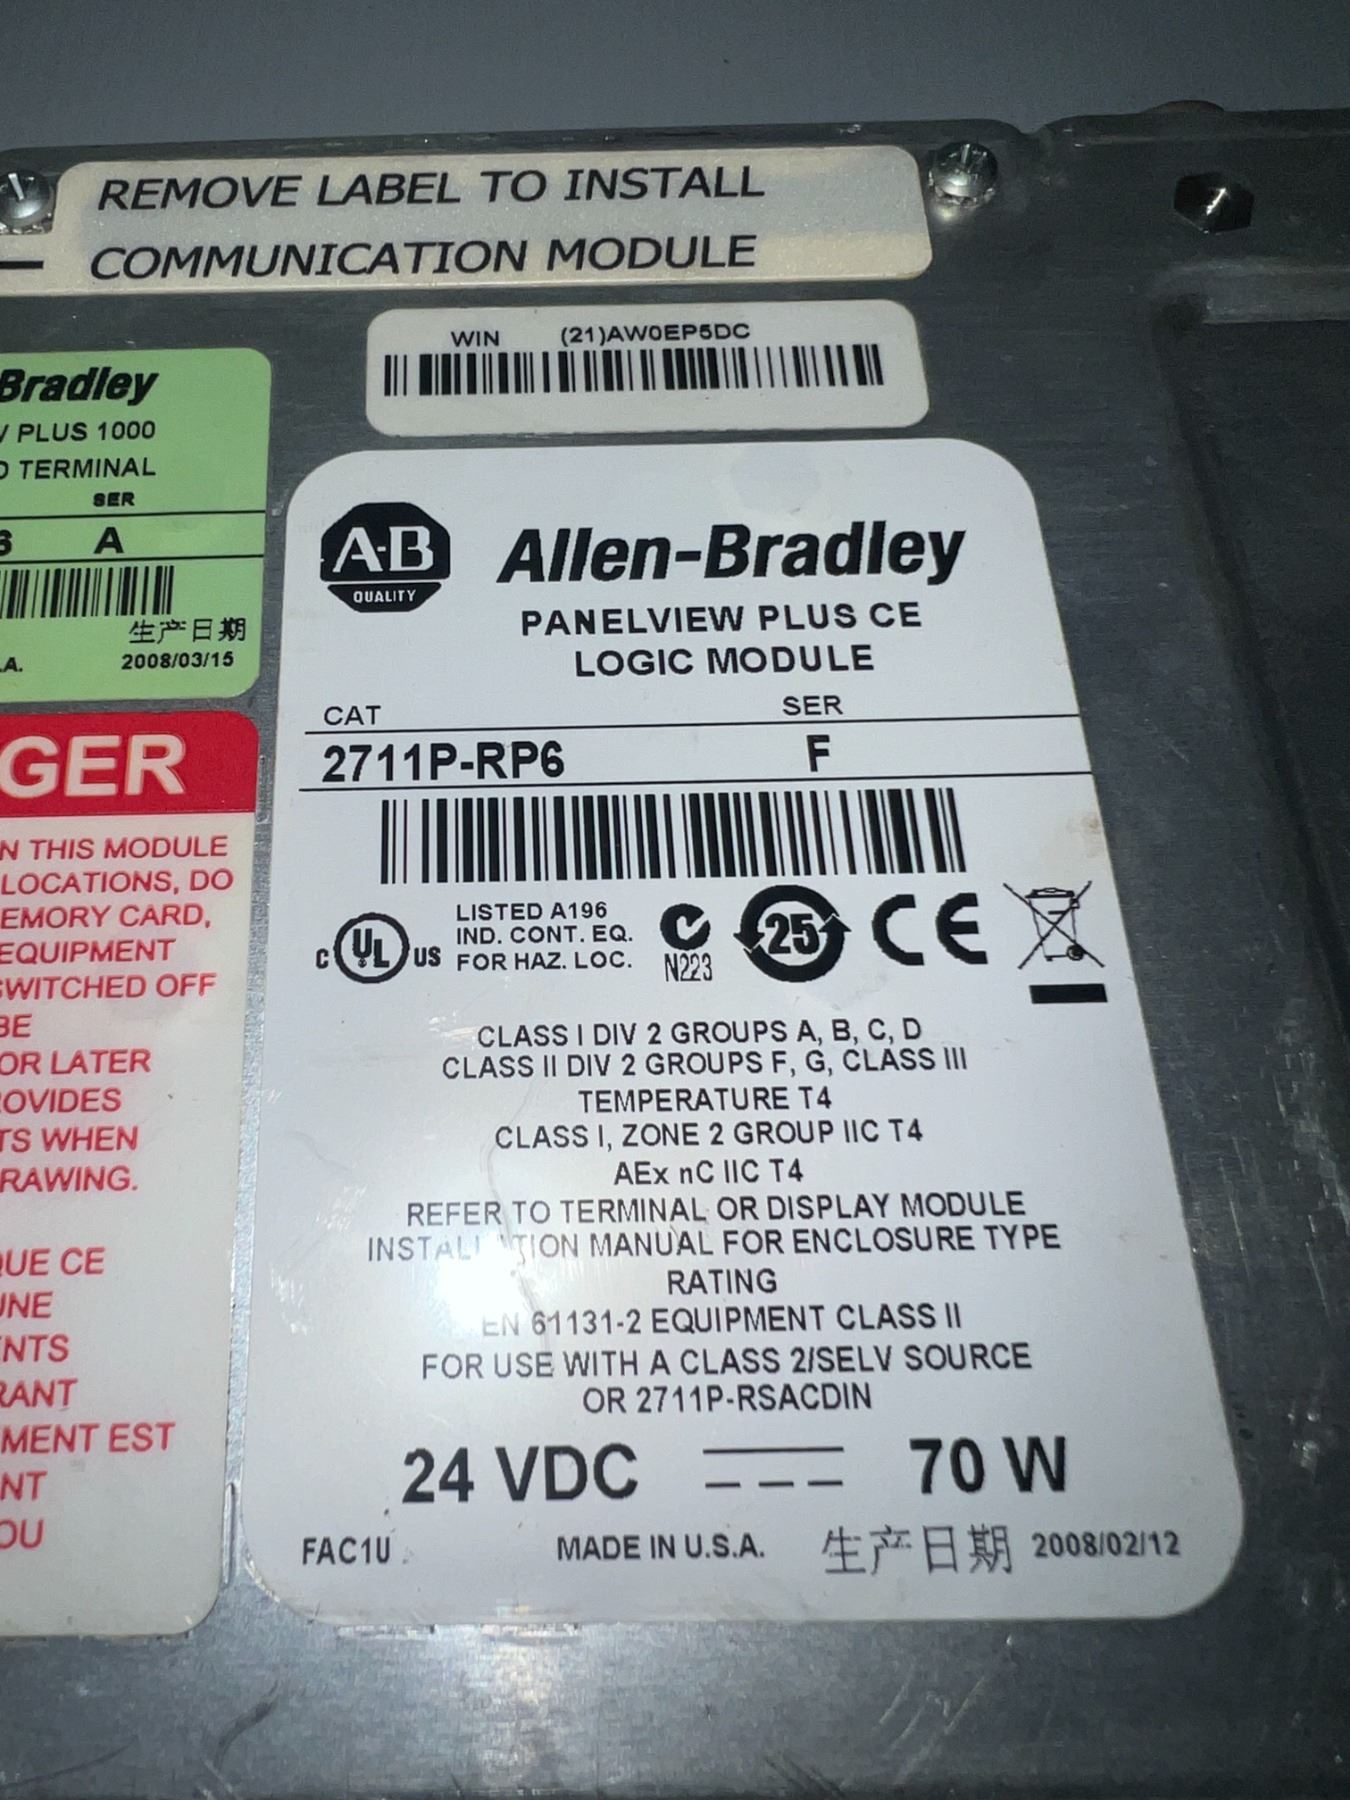 REMOVE LABEL TO INSTALL
COMMUNICATION MODULE
WIN (21)AW0EP5DC
Bradley
PLUS 1000
TERMINAL
SER
A
生产日期
.A. 2008/03/15
GER
N THIS MODULE
LOCATIONS, DO
EMORY CARD,
EQUIPMENT
SWITCHED OFF
BE
OR LATER
ROVIDES
TS WHEN
RAWING.
QUE CE
UNE
ENTS
RANT
MENT EST
NT
OU
A-B
QUALITY
Allen-Bradley
PANELVIEW PLUS CE
LOGIC MODULE
CAT SER
2711P-RP6 F
C UL US
LISTED A196
IND. CONT. EQ.
FOR HAZ. LOC.
N223
25
CE
CLASS I DIV 2 GROUPS A, B, C, D
CLASS II DIV 2 GROUPS F, G, CLASS III
TEMPERATURE T4
CLASS I, ZONE 2 GROUP IIC T4
AEx nC IIC T4
REFER TO TERMINAL OR DISPLAY MODULE
INSTALLATION MANUAL FOR ENCLOSURE TYPE
RATING
EN 61131-2 EQUIPMENT CLASS II
FOR USE WITH A CLASS 2/SELV SOURCE
OR 2711P-RSACDIN
24 VDC 70 W
FAC1U MADE IN U.S.A. 生产日期 2008/02/12